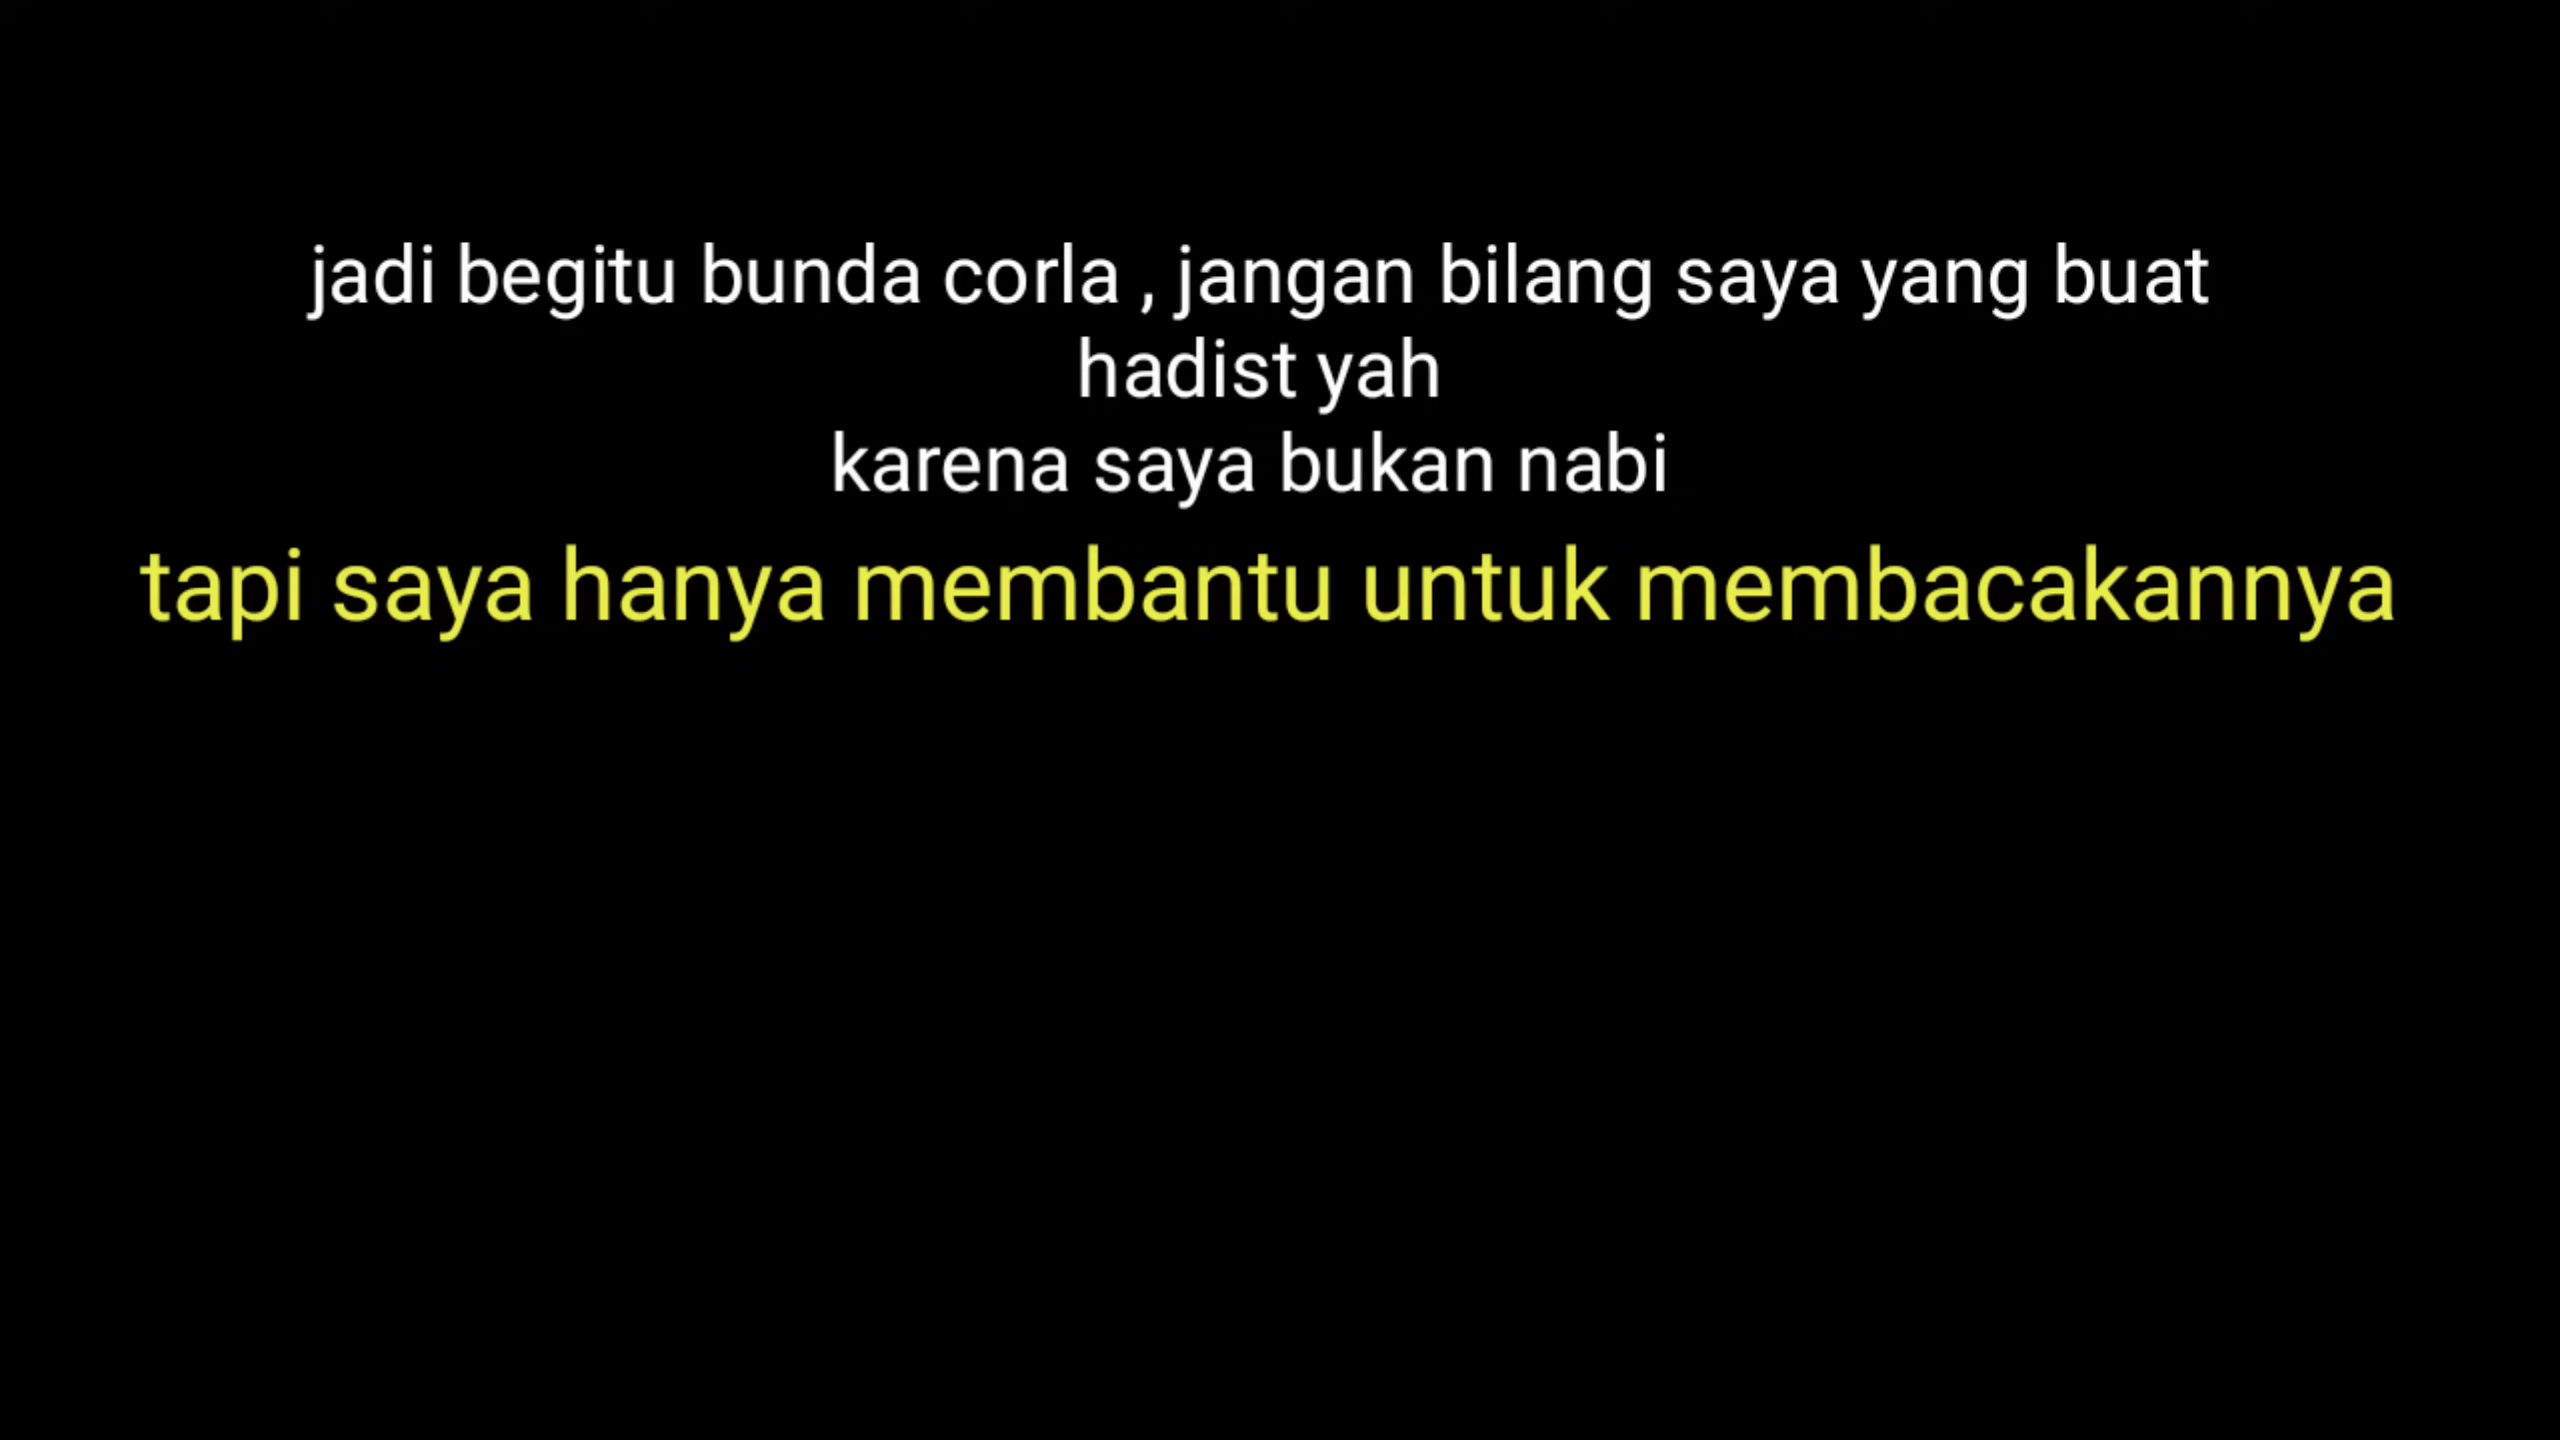 jadi begitu bunda corla , jangan bilang saya yang buat
hadist yah
karena saya bukan nabi
tapi saya hanya membantu untuk membacakannya